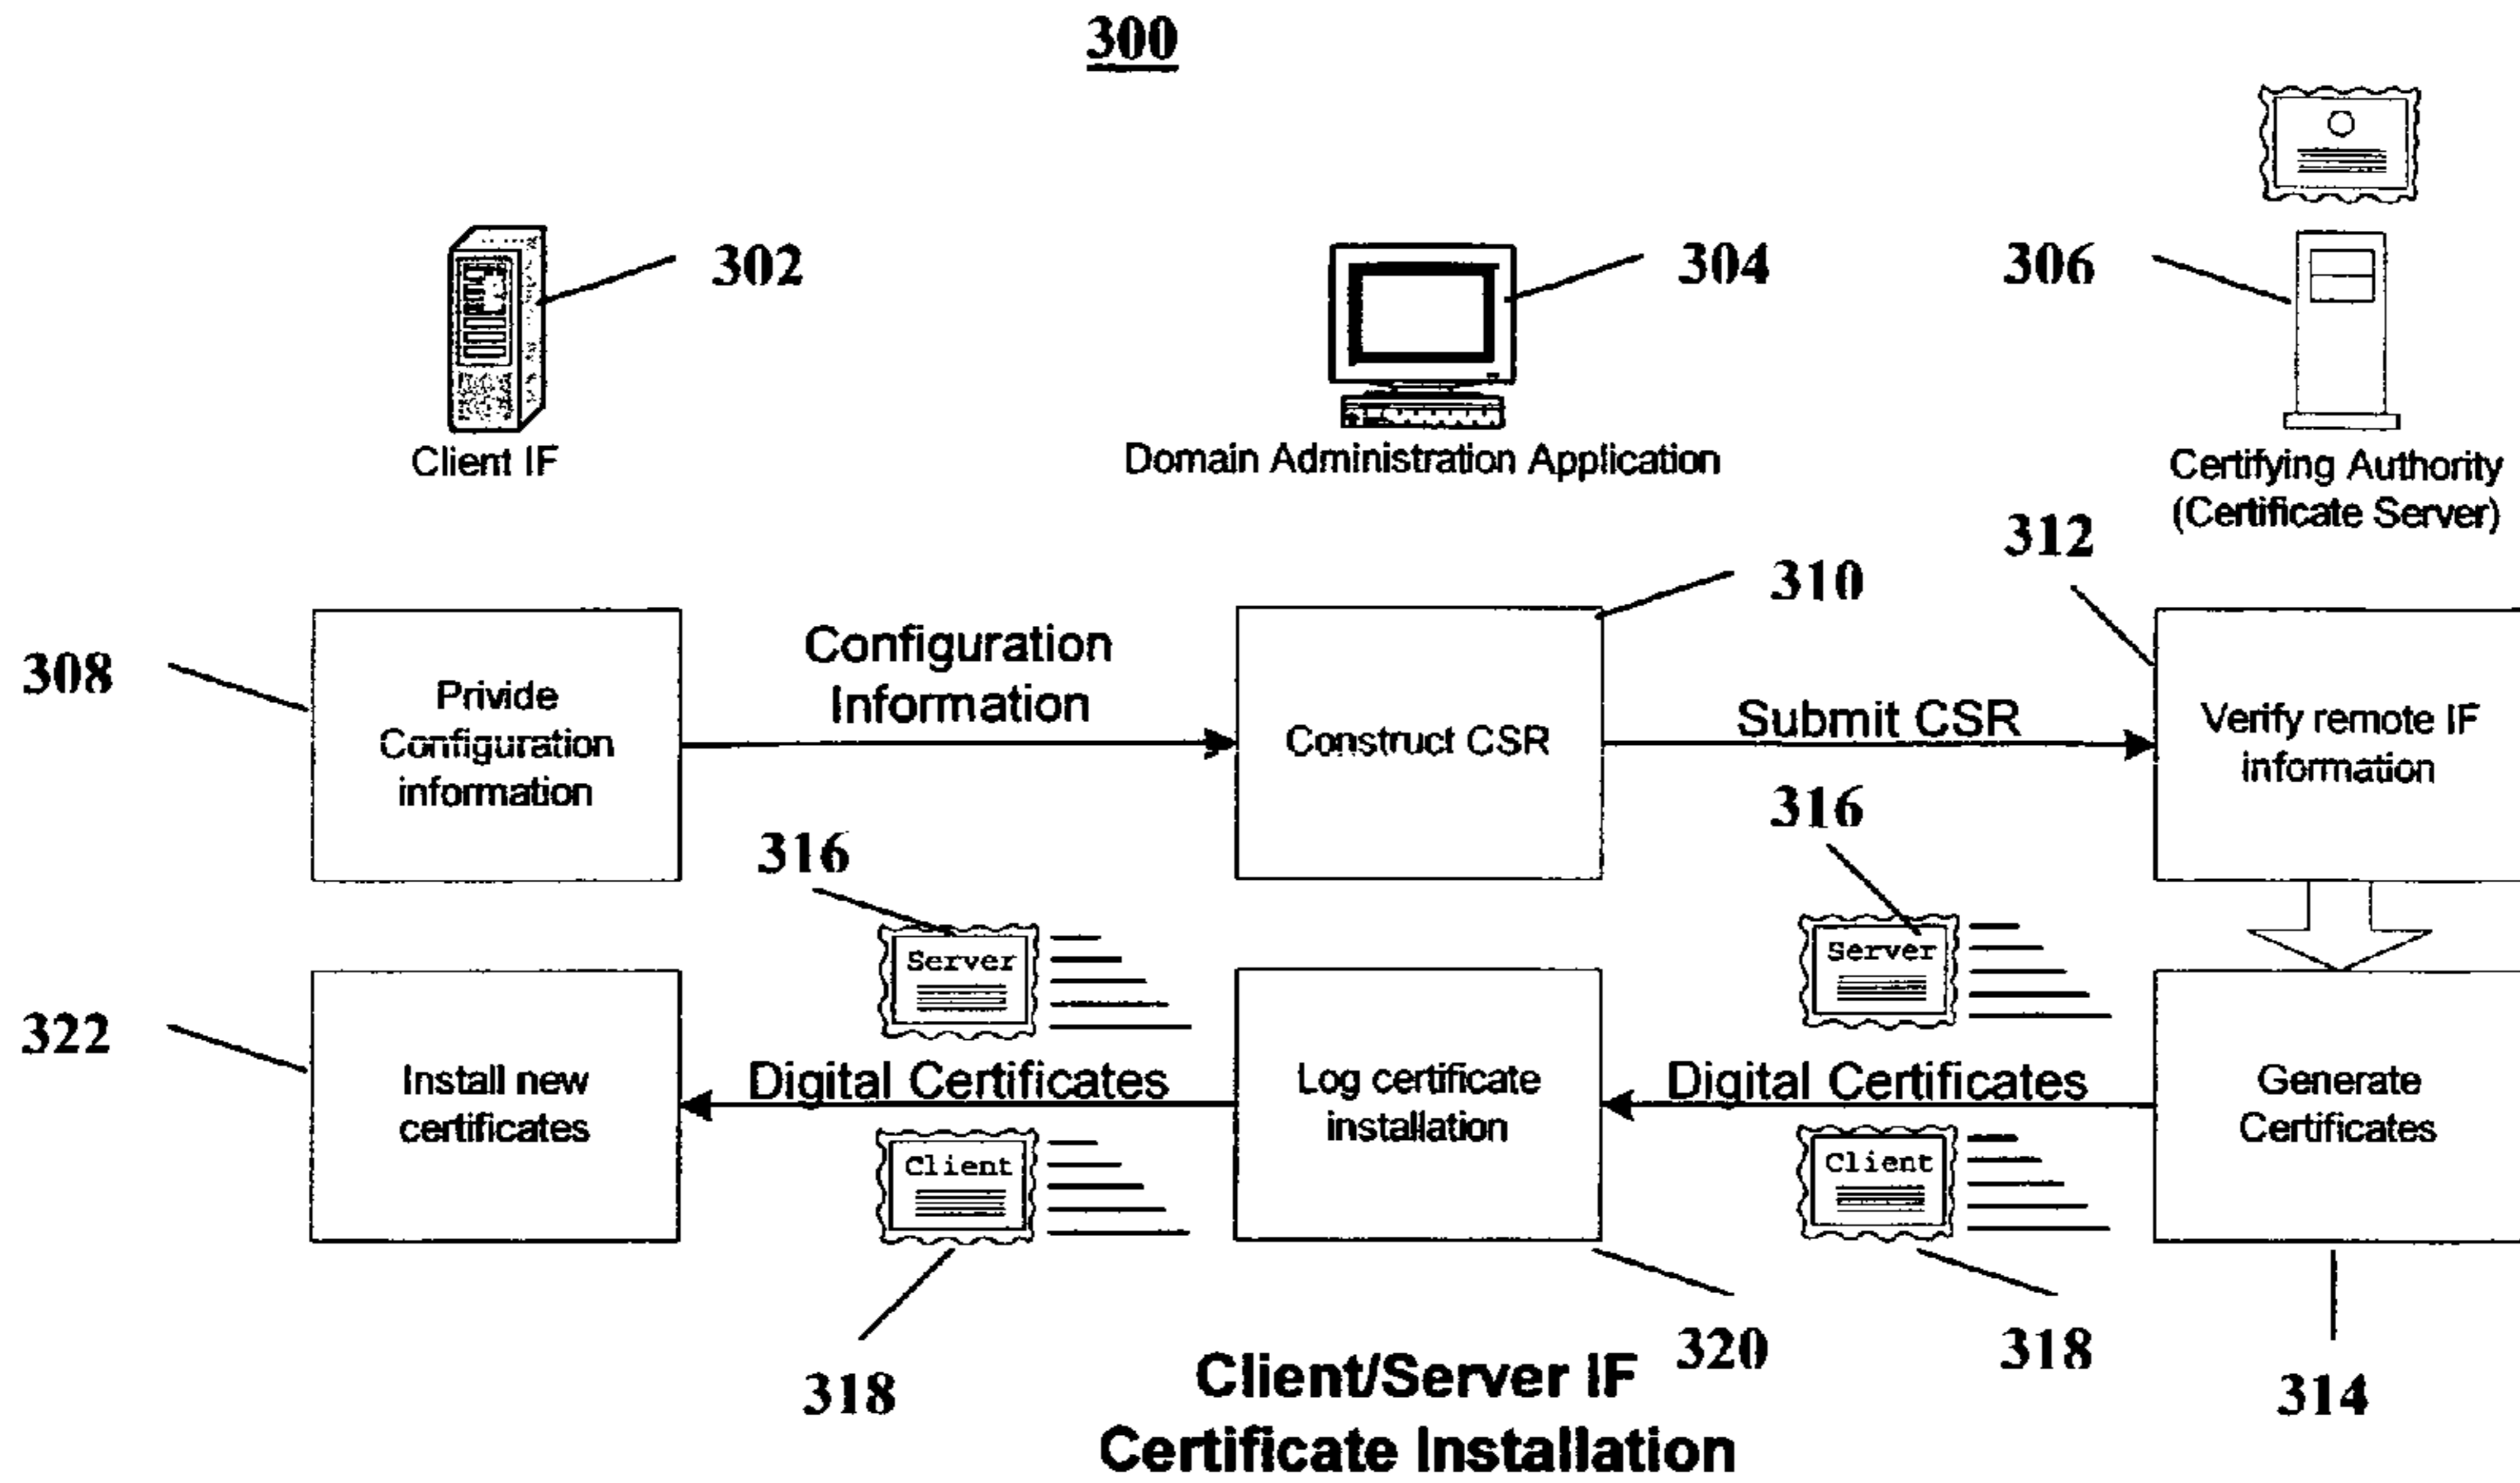 300
302
304
306
Client IF
Domain Administration Application
Certifying Authority
(Certificate Server)
312
310
308
Privide
Configuration
information
Configuration
Information
Construct CSR
Submit CSR
Verify remote IF
information
316
316
Server
Server
322
Install new
certificates
Digital Certificates
Log certificate
installation
Digital Certificates
Generate
Certificates
Client
Client
318
320
318
314
Client/Server IF
Certificate Installation